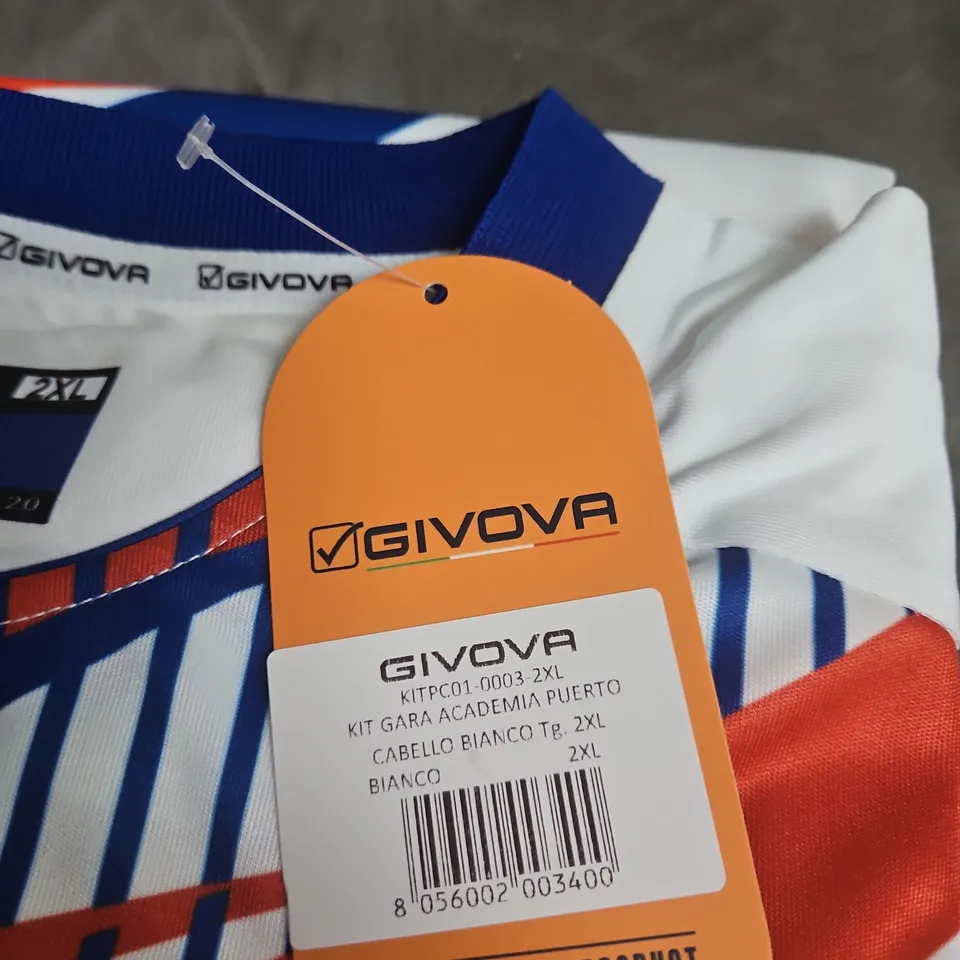 GIVOVA GIVOVA
2XL
20
GIVOVA
GIVOVA
KITPC01-0003-2XL
KIT GARA ACADEMIA PUERTO
CABELLO BIANCO Tg. 2XL
BIANCO 2XL
8 056002 003400
PRODUCT